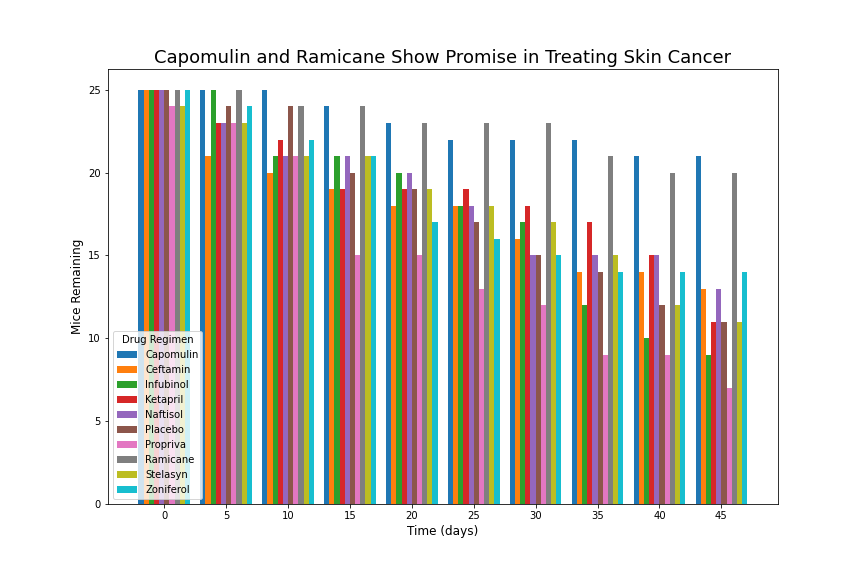 Capomulin and Ramicane Show Promise in Treating Skin Cancer
Mice Remaining
25
20
15
10
5
0
Drug Regimen
Capomulin
Ceftamin
Infubinol
Ketapril
Naftisol
Placebo
Propriva
Ramicane
Stelasyn
Zoniferol
0 5 10 15 20 25 30 35 40 45
Time (days)